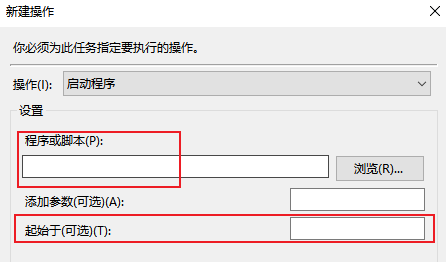 新建操作
你必须为此任务指定要执行的操作。
操作(I): 启动程序
设置
程序或脚本(P):
浏览(R)...
添加参数(可选)(A):
起始于(可选)(T):